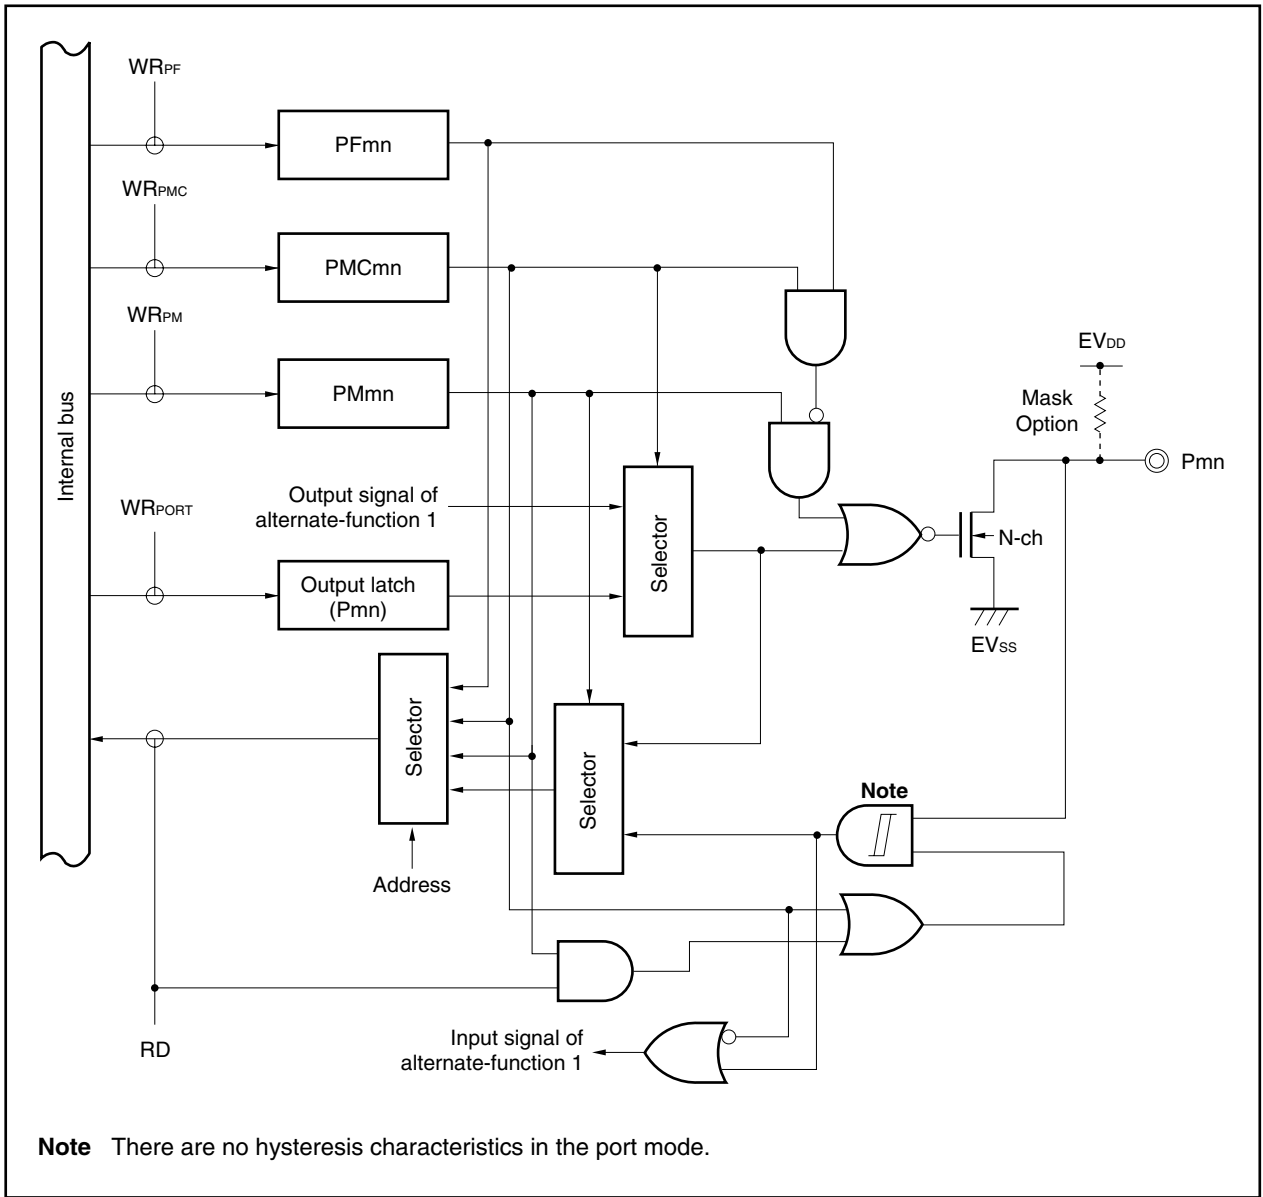 WRPF
PFmn
WRPMC
PMCmn
WRPM
PMmn
EVDD
Mask
Option
Pmn
Internal bus
WRPORT
Output signal of
alternate-function 1
Selector
N-ch
Output latch
(Pmn)
EVSS
Selector
Selector
Note
Address
RD
Input signal of
alternate-function 1
Note There are no hysteresis characteristics in the port mode.